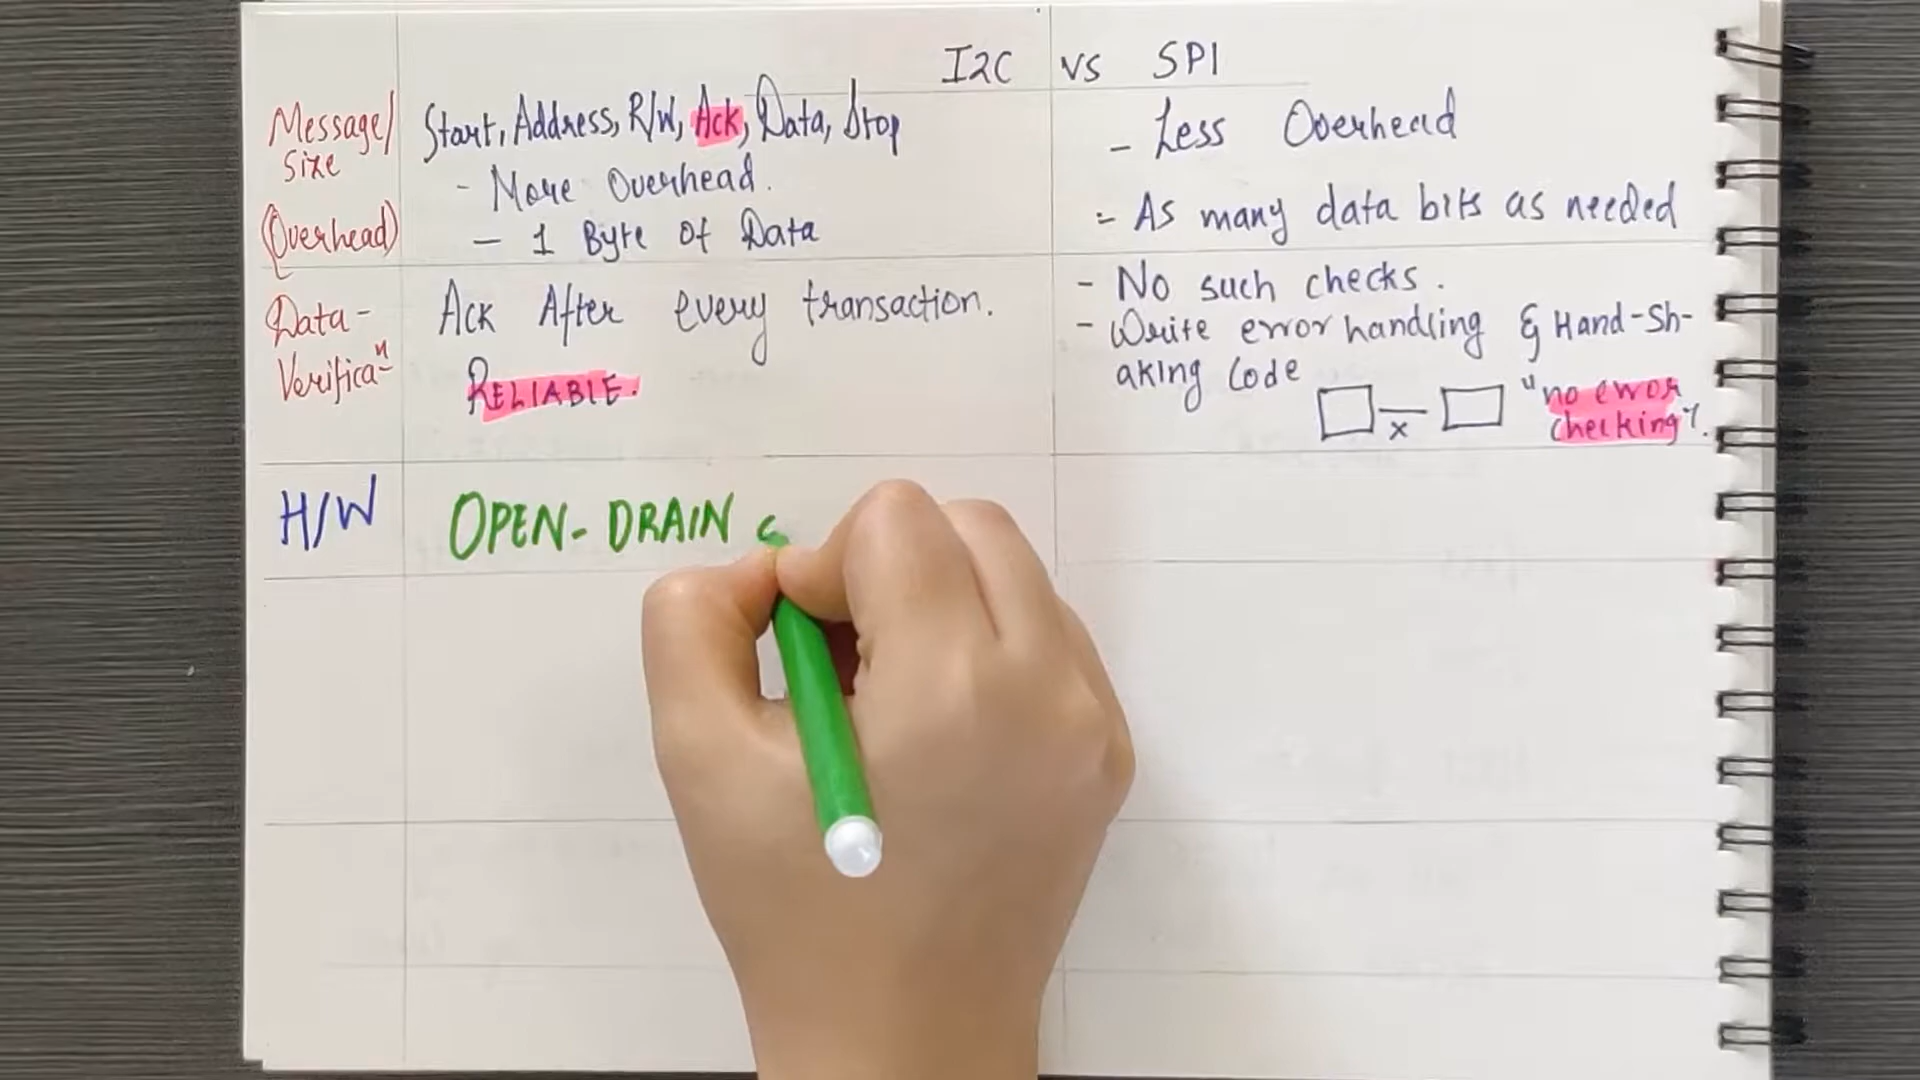 I2C vs SPI
Message/
Size
(Overhead)
Start, Address, R/W, Ack, Data, Stop
- More Overhead.
- 1 Byte of Data
- Less Overhead
- As many data bits as needed
Data-
Verificaⁿ
Ack After every transaction.
RELIABLE.
- No such checks.
- Write error handling & Hand-Sh-
aking Code
x
"no error
checking".
H/W
OPEN-DRAIN